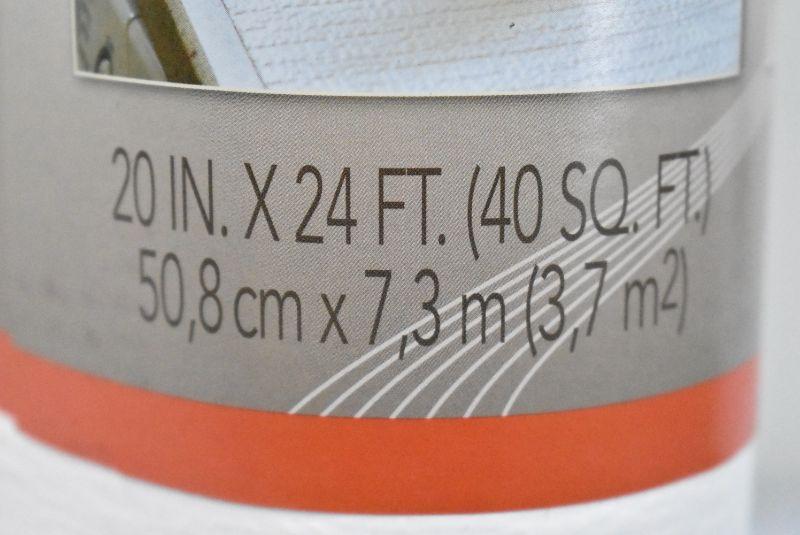 20 IN. X 24 FT. (40 SQ. FT.)
50,8 cm x 7,3 m (3,7 m²)